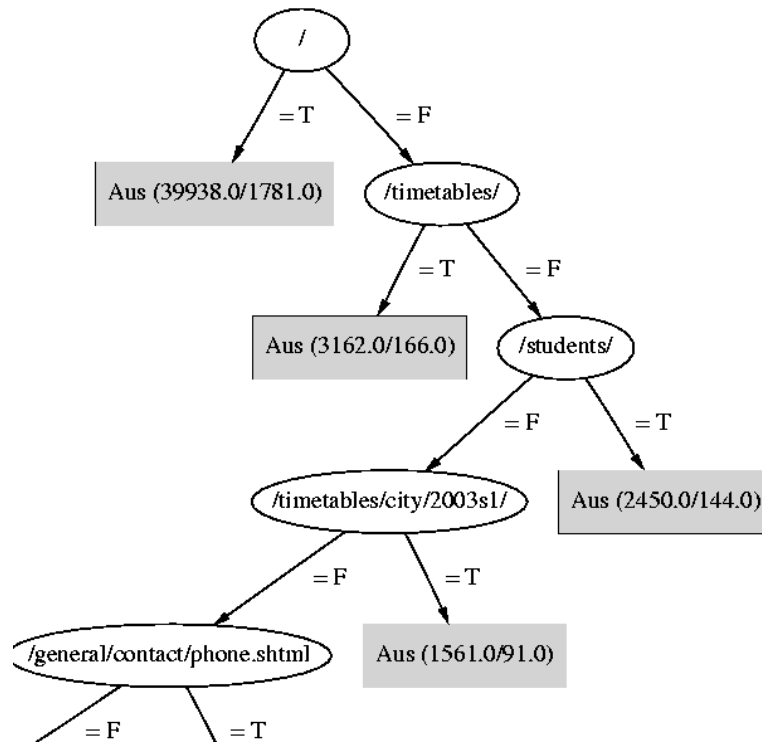 /
= T
= F
Aus (39938.0/1781.0)
/timetables/
= T
= F
Aus (3162.0/166.0)
/students/
= F
= T
/timetables/city/2003s1/
Aus (2450.0/144.0)
= F
= T
/general/contact/phone.shtml
Aus (1561.0/91.0)
= F
= T